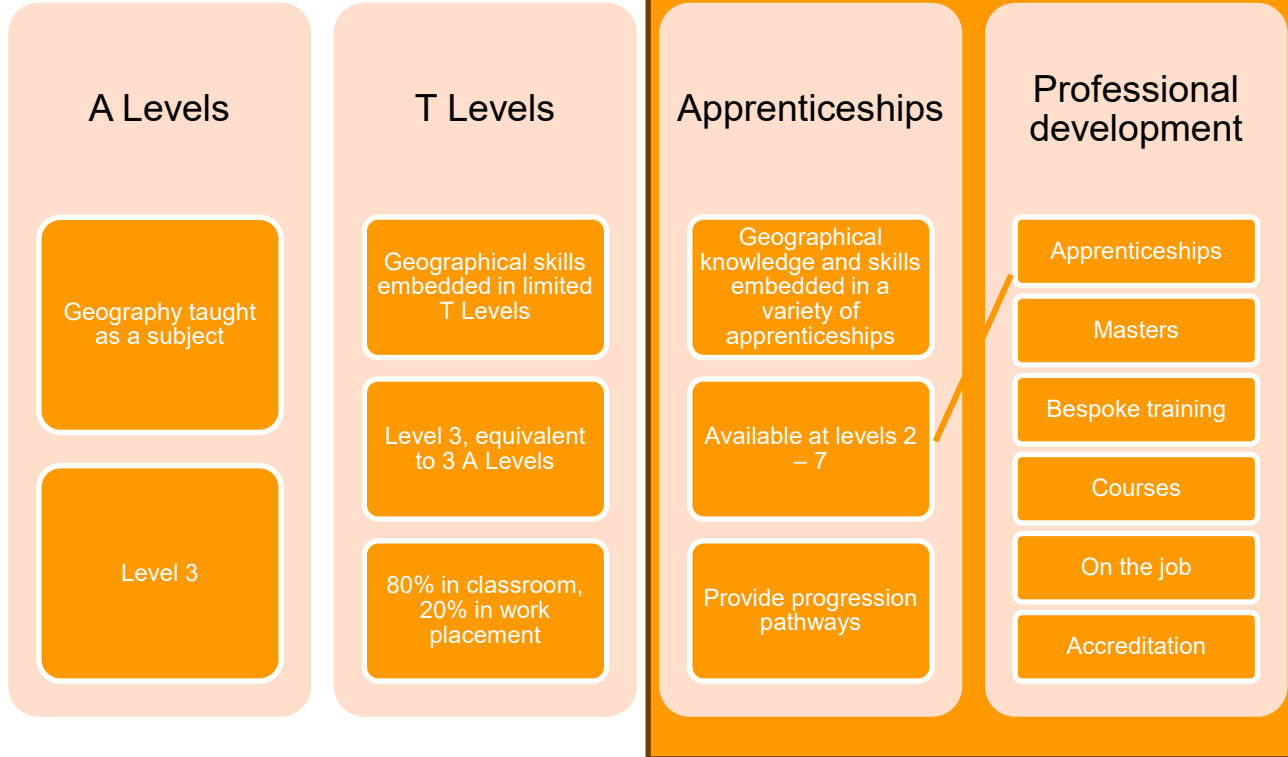 A Levels
Geography taught
as a subject
Level 3
T Levels
Geographical skills
embedded in limited
T Levels
Level 3, equivalent
to 3 A Levels
80% in classroom,
20% in work
placement
Apprenticeships
Geographical
knowledge and skills
embedded in a
variety of
apprenticeships
Available at levels 2
– 7
Provide progression
pathways
Professional
development
Apprenticeships
Masters
Bespoke training
Courses
On the job
Accreditation